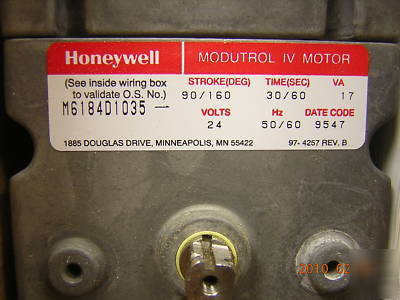 Honeywell MODUTROL IV MOTOR
(See inside wiring box STROKE(DEG) TIME(SEC) VA
to validate O.S. No.) 90/160 30/60 17
M6184D1035 → VOLTS Hz DATE CODE
24 50/60 9547
1885 DOUGLAS DRIVE, MINNEAPOLIS, MN 55422 97-4257 REV. B